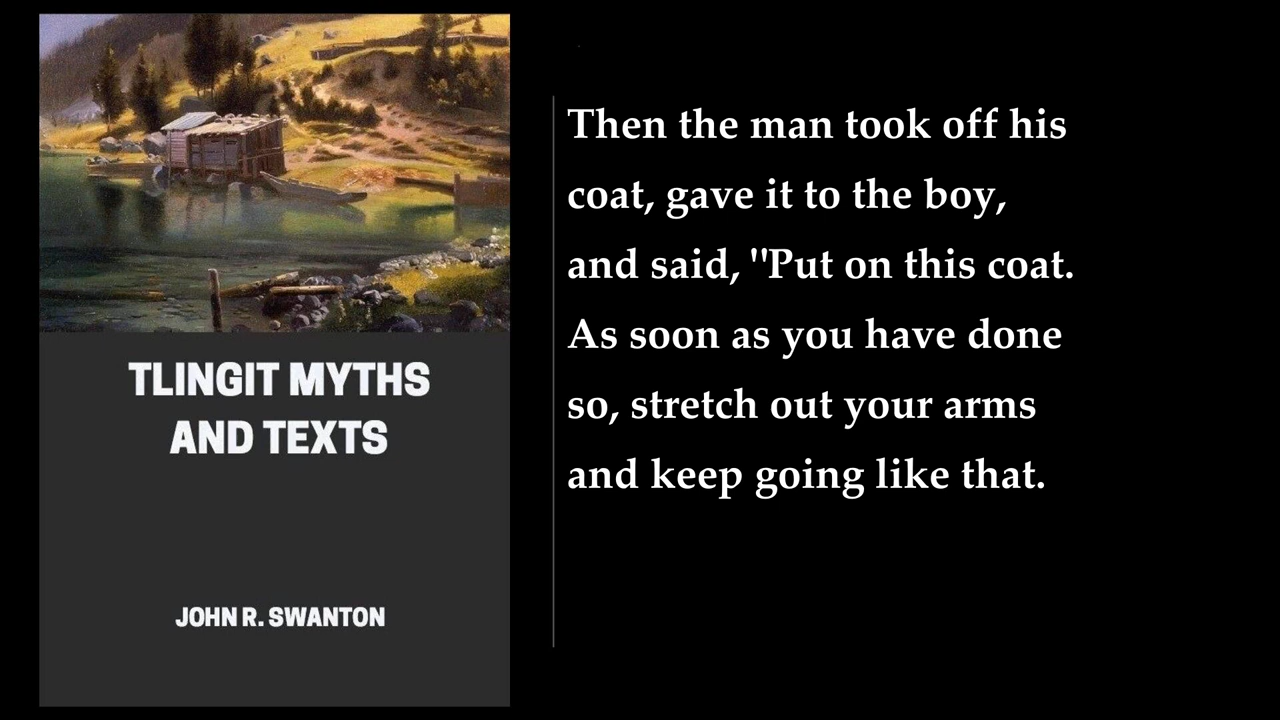 TLINGIT MYTHS
AND TEXTS
JOHN R. SWANTON
Then the man took off his
coat, gave it to the boy,
and said, "Put on this coat.
As soon as you have done
so, stretch out your arms
and keep going like that.